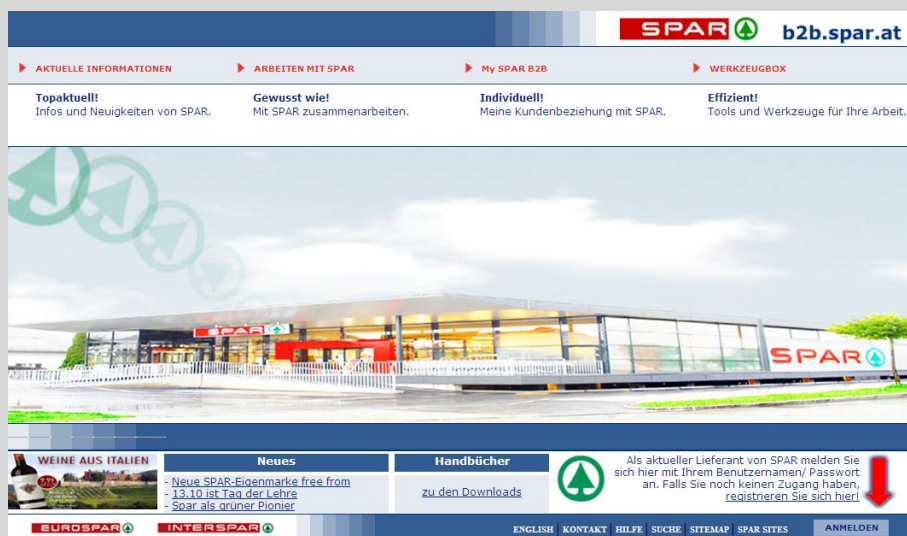 SPAR b2b.spar.at
AKTUELLE INFORMATIONEN
ARBEITEN MIT SPAR
My SPAR B2B
WERKZEUGBOX
Topaktuell!
Infos und Neuigkeiten von SPAR.
Gewusst wie!
Mit SPAR zusammenarbeiten.
Individuell!
Meine Kundenbeziehung mit SPAR.
Effizient!
Tools und Werkzeuge für Ihre Arbeit.
SPAR
SPAR
WEINE AUS ITALIEN
Neues
- Neue SPAR-Eigenmarke free from
- 13.10 ist Tag der Lehre
- Spar als grüner Pionier
Handbücher
zu den Downloads
Als aktueller Lieferant von SPAR melden Sie
sich hier mit Ihrem Benutzernamen/ Passwort
an. Falls Sie noch keinen Zugang haben,
registrieren Sie sich hier!
EUROSPAR INTERSPAR
ENGLISH | KONTAKT | HILFE | SUCHE | SITEMAP | SPAR SITES
ANMELDEN